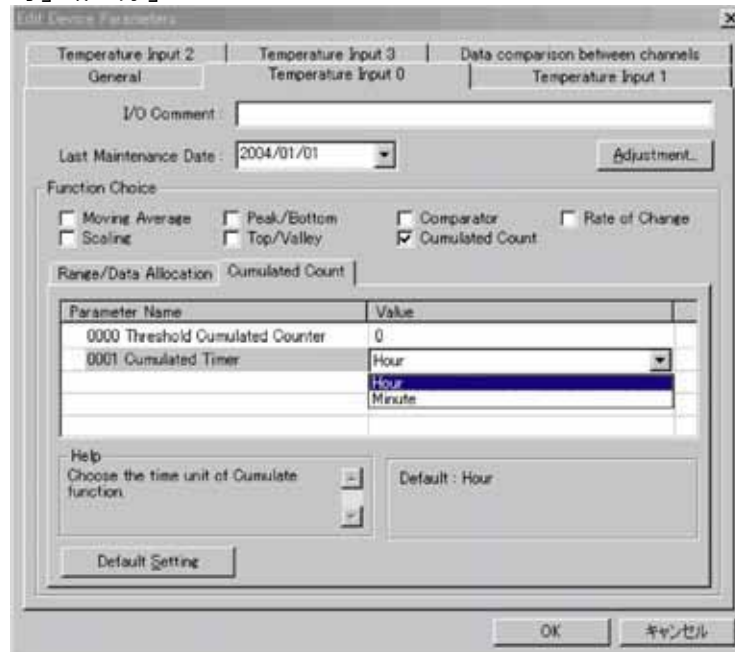 Edit Device Parameters
Temperature Input 2 Temperature Input 3 Data comparison between channels
General Temperature Input 0 Temperature Input 1
I/O Comment :
Last Maintenance Date : 2004/01/01 Adjustment...
Function Choice
Moving Average Peak/Bottom Comparator Rate of Change
Scaling Top/Valley Cumulated Count
Range/Data Allocation Cumulated Count
Parameter Name Value
0000 Threshold Cumulated Counter 0
0001 Cumulated Timer Hour
Hour
Minute
Help
Choose the time unit of Cumulate
function.
Default : Hour
Default Setting
OK キャンセル